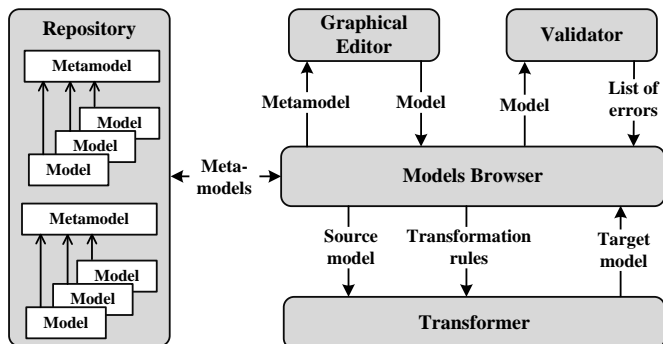 Repository
Metamodel
Model
Model
Model
Metamodel
Model
Model
Model
Meta-
models
Graphical
Editor
Validator
Metamodel
Model
Model
List of
errors
Models Browser
Source
model
Transformation
rules
Target
model
Transformer